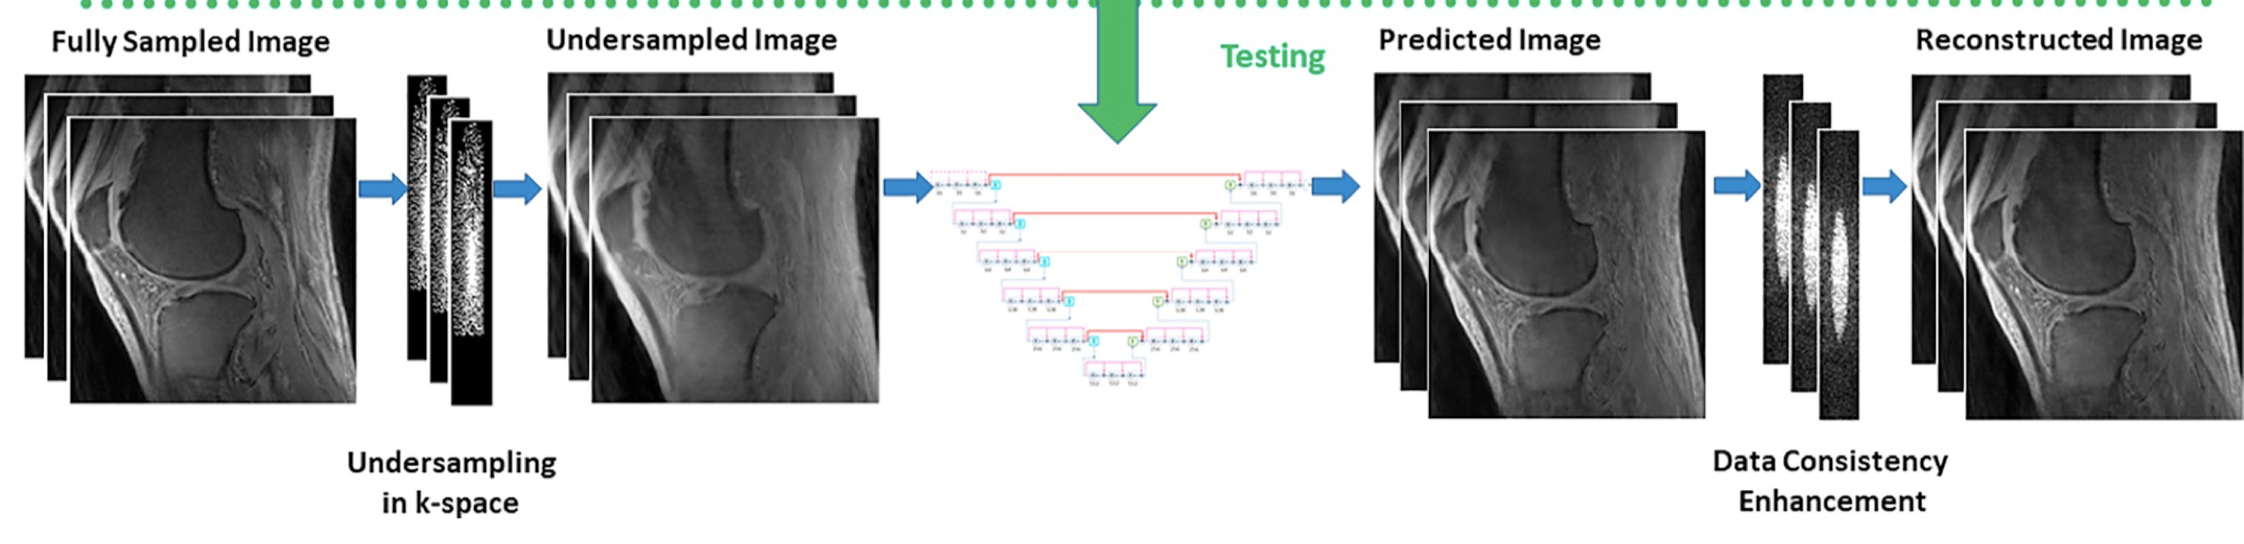 Fully Sampled Image
Undersampled Image
Testing
Predicted Image
Reconstructed Image
Undersampling
in k-space
Data Consistency
Enhancement